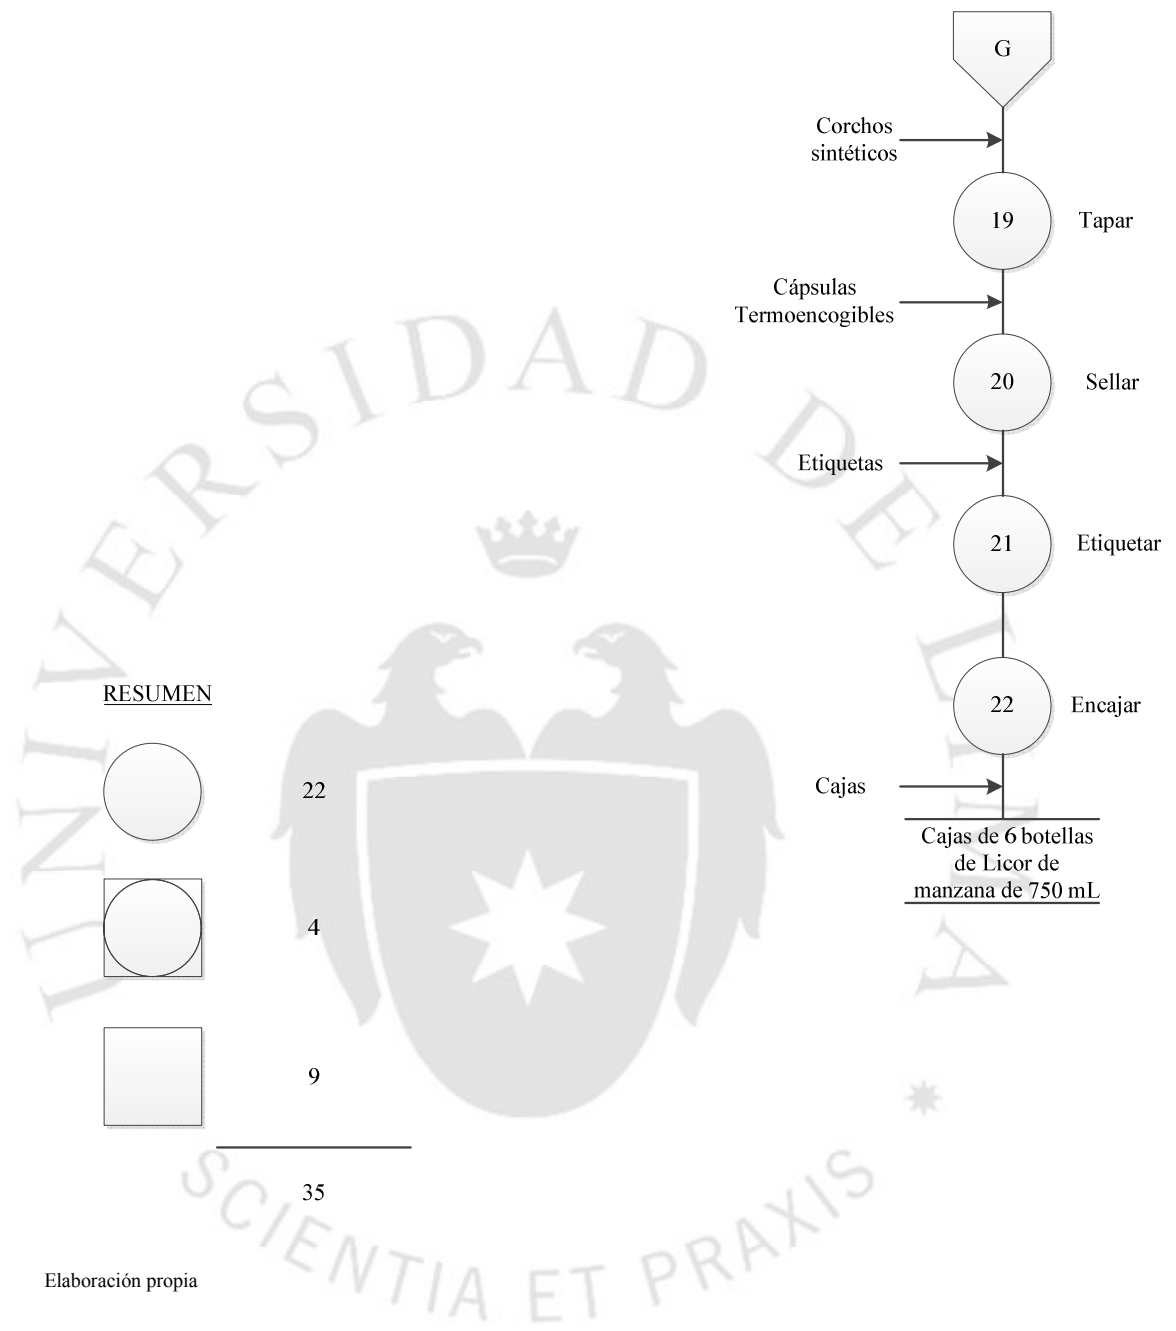 G
Corchos
sintéticos
19
Tapar
Cápsulas
Termoencogibles
20
Sellar
Etiquetas
21
Etiquetar
22
Encajar
Cajas
Cajas de 6 botellas
de Licor de
manzana de 750 mL
RESUMEN
22
4
9
35
Elaboración propia
UNIVERSIDAD DE LIMA
SCIENTIA ET PRAXIS